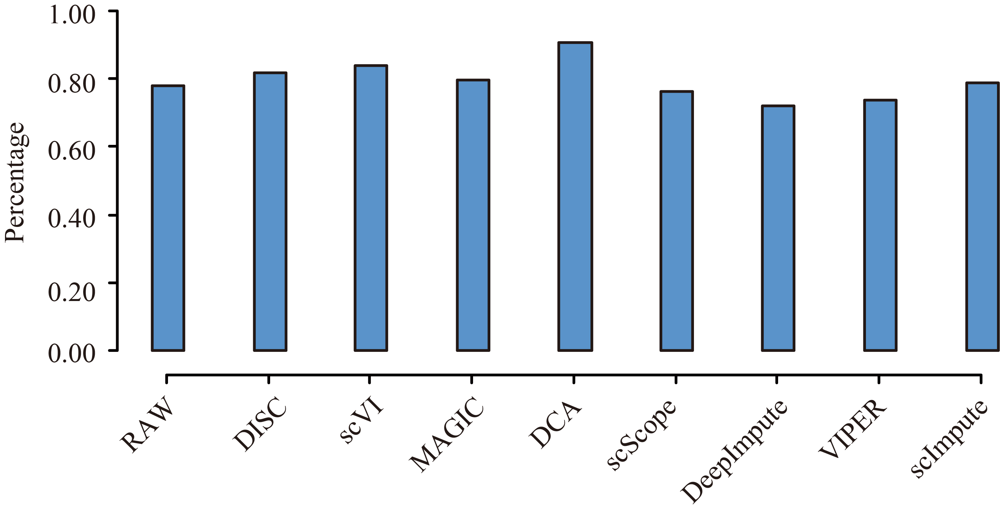 Percentage
1.00
0.80
0.60
0.40
0.20
0.00
RAW
DISC
scVI
MAGIC
DCA
scScope
DeepImpute
VIPER
scImpute